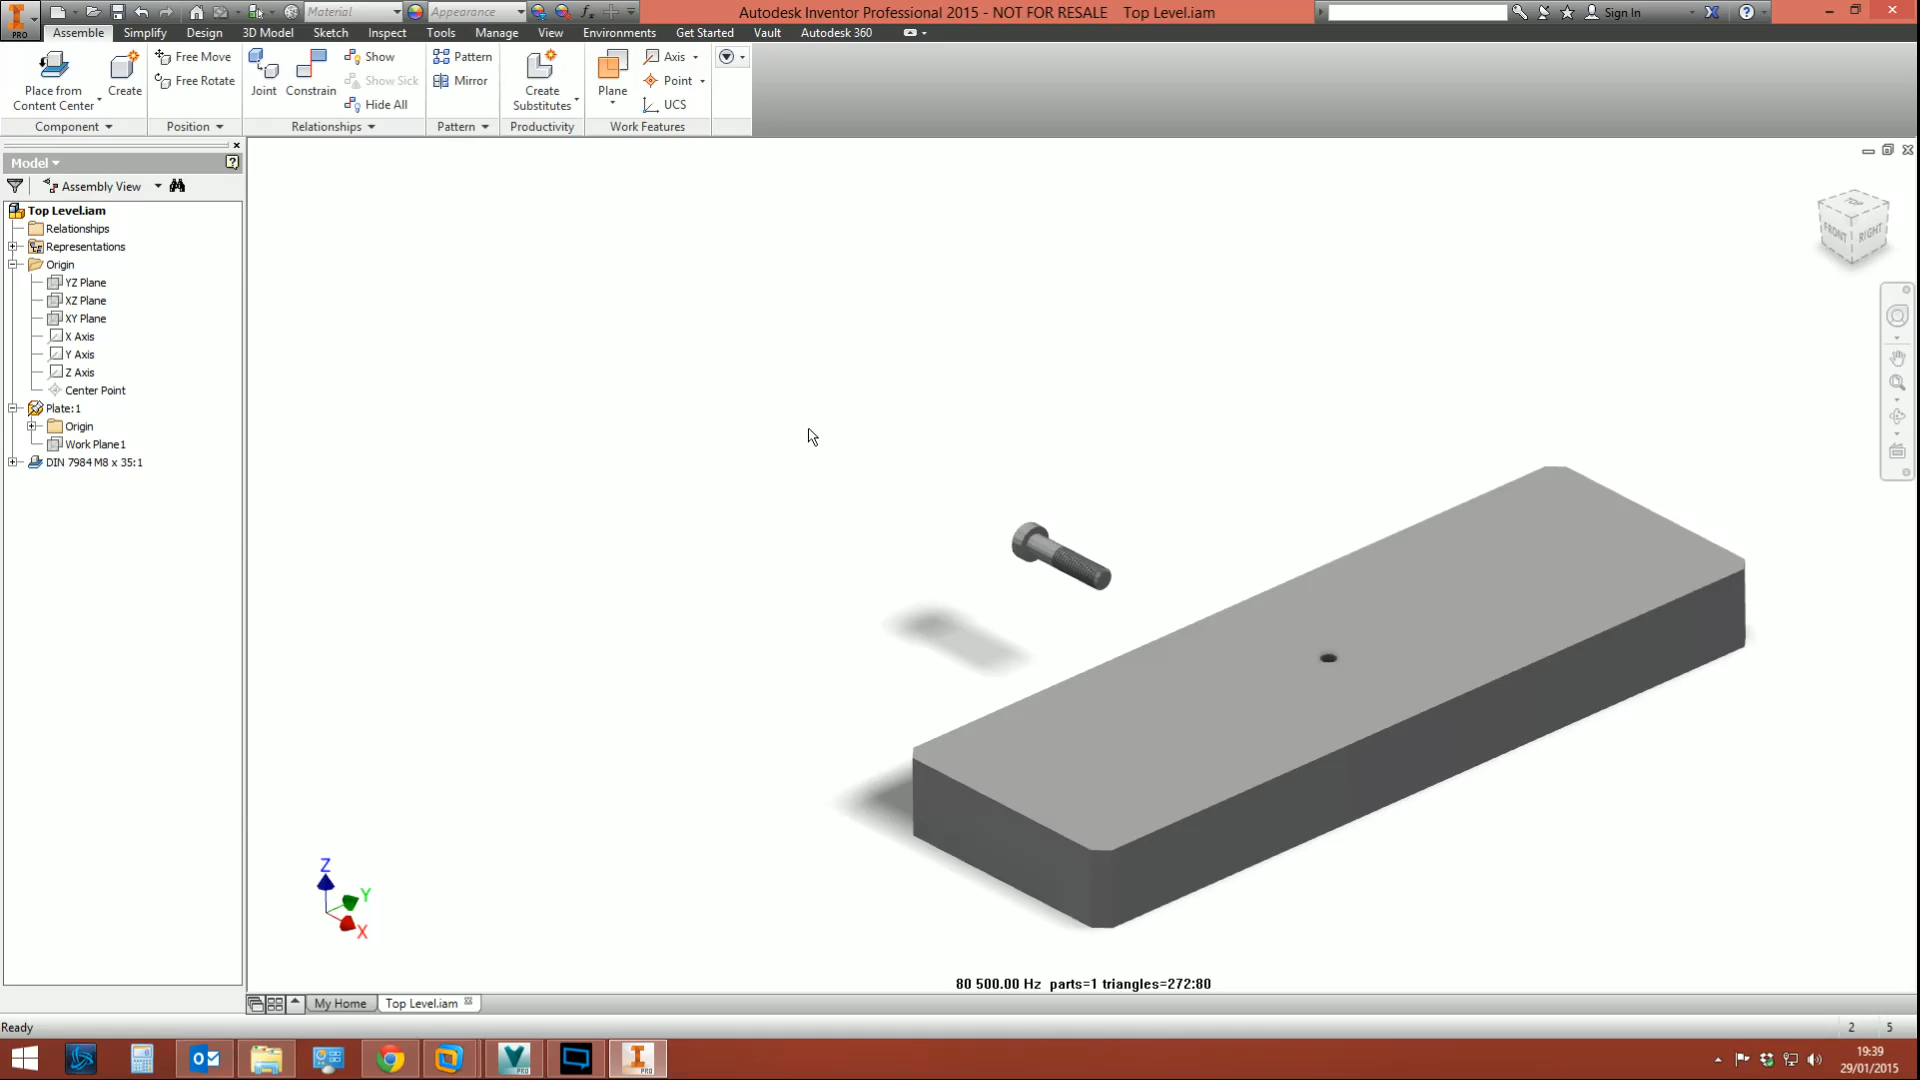 Material
Appearance
Autodesk Inventor Professional 2015 - NOT FOR RESALE Top Level.iam
Sign In
PRO
Assemble Simplify Design 3D Model Sketch Inspect Tools Manage View Environments Get Started Vault Autodesk 360
Place from Content Center
Create
Free Move
Free Rotate
Joint
Constrain
Show
Show Sick
Hide All
Pattern
Mirror
Create Substitutes
Plane
Axis
Point
UCS
Component Position Relationships Pattern Productivity Work Features
Model
Assembly View
Top Level.iam
Relationships
Representations
Origin
YZ Plane
XZ Plane
XY Plane
X Axis
Y Axis
Z Axis
Center Point
Plate:1
Origin
Work Plane1
DIN 7984 M8 x 35:1
TOP
FRONT
RIGHT
Z
Y
X
80 500.00 Hz parts=1 triangles=272:80
My Home Top Level.iam
Ready
2 5
PRO
PRO
19:39
29/01/2015